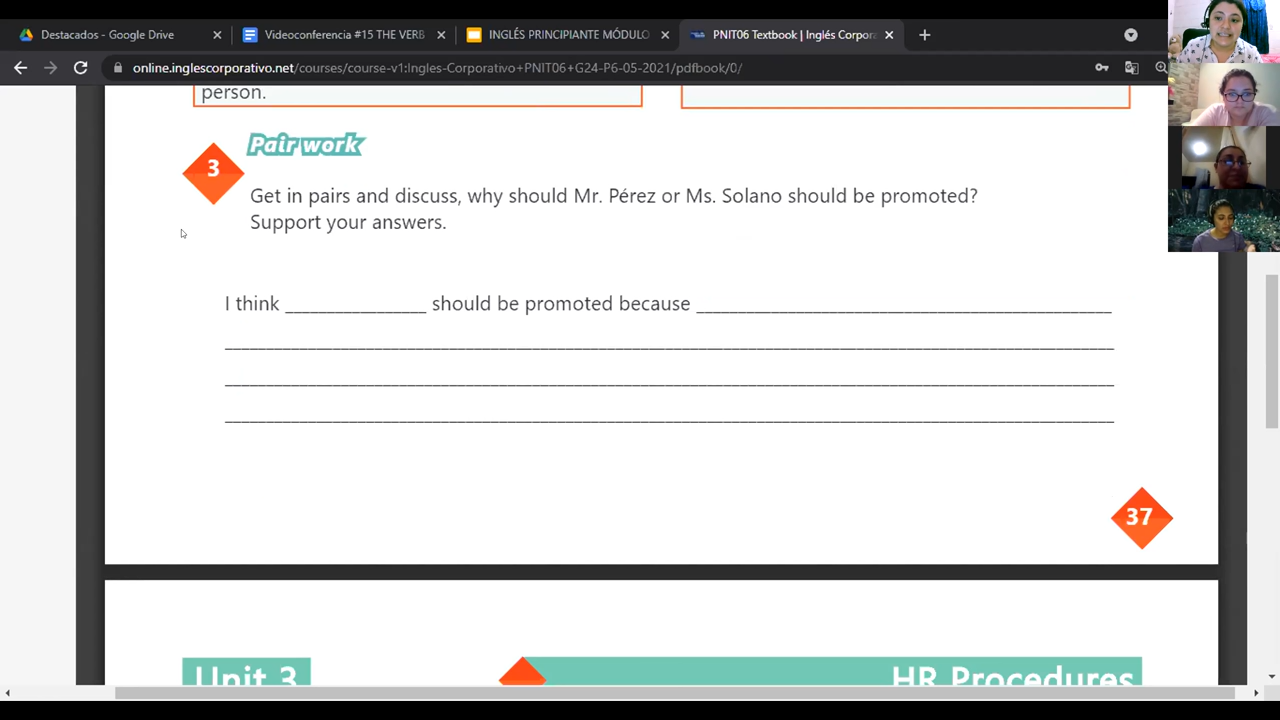 Destacados - Google Drive
Videoconferencia #15 THE VERB
INGLÉS PRINCIPIANTE MÓDULO
PNIT06 Textbook | Inglés Corpora
online.inglescorporativo.net/courses/course-v1:Ingles-Corporativo+PNIT06+G24-P6-05-2021/pdfbook/0/
person.
3
Pair work
Get in pairs and discuss, why should Mr. Pérez or Ms. Solano should be promoted?
Support your answers.
I think ______________ should be promoted because ________________________________________
37
Unit 3
HR Procedures